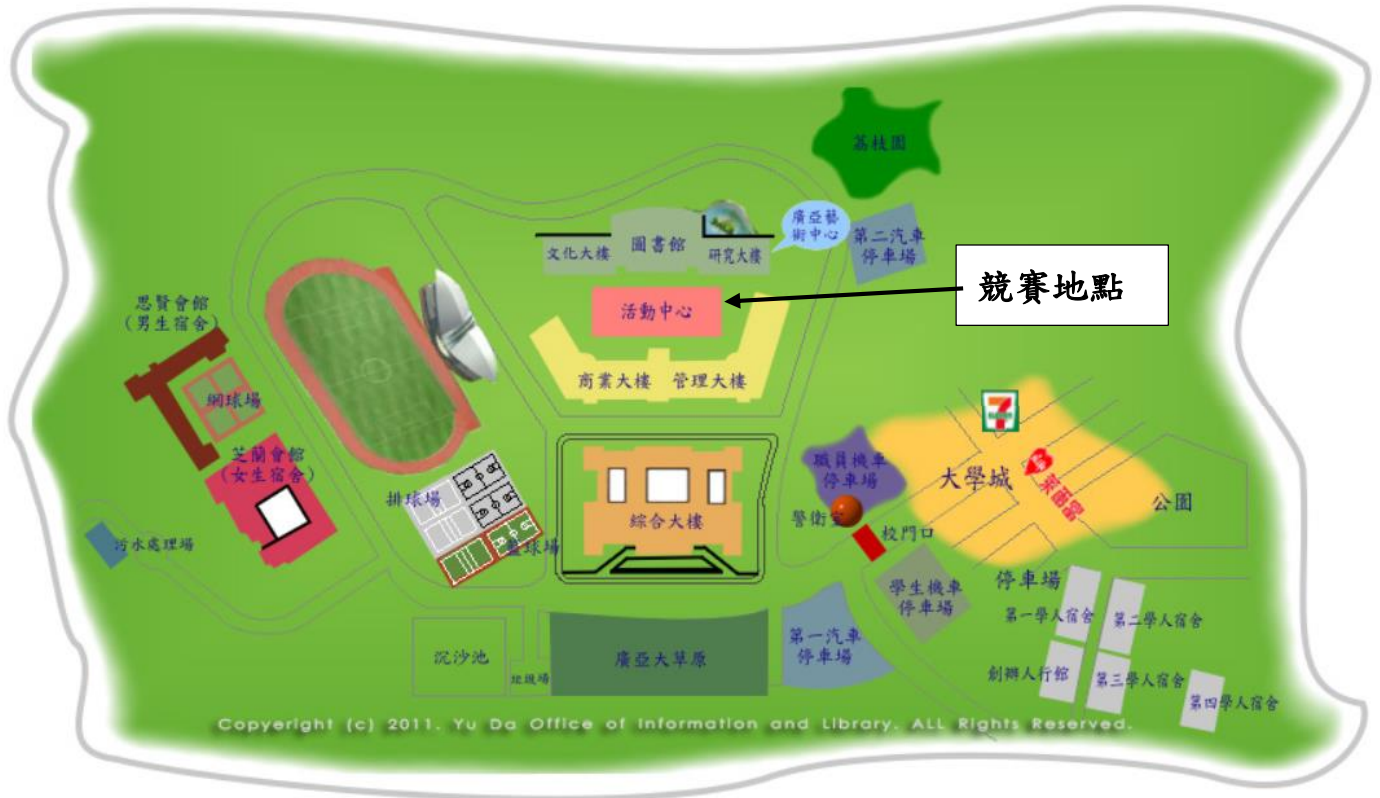 荔枝園
廣亞藝
術中心
第二汽車
停車場
文化大樓
圖書館
研究大樓
競賽地點
活動中心
思賢會館
(男生宿舍)
商業大樓
管理大樓
網球場
7
芝蘭會館
(女生宿舍)
職員機車
停車場
大學城
萊爾富
公園
排球場
綜合大樓
警衛室
校門口
籃球場
污水處理場
學生機車
停車場
停車場
第一學人宿舍
第二學人宿舍
第一汽車
停車場
沉沙池
廣亞大草原
垃圾場
創辦人行館
第三學人宿舍
第四學人宿舍
Copyeright (c) 2011. Yu Da Office of Information and Library. ALL Rights Reserved.